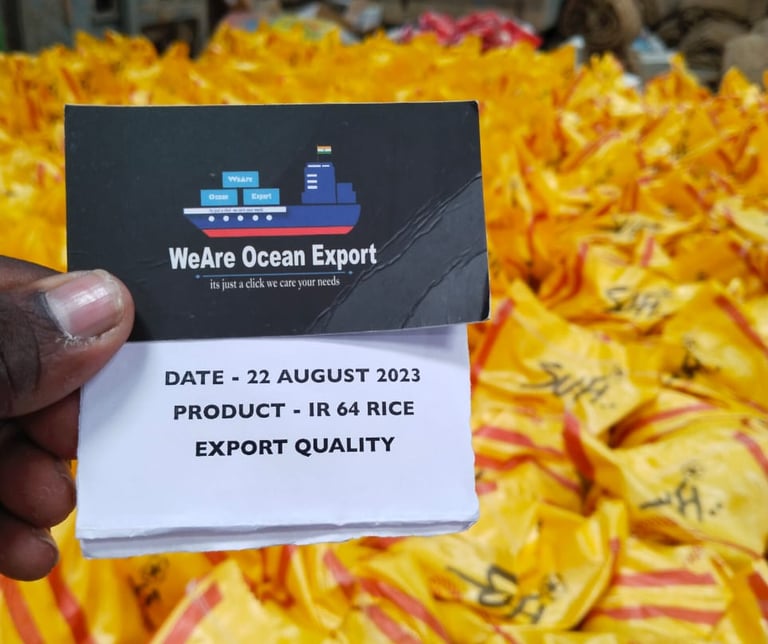 WeAre
Ocean Export
WeAre Ocean Export
its just a click we care your needs
DATE - 22 AUGUST 2023
PRODUCT - IR 64 RICE
EXPORT QUALITY